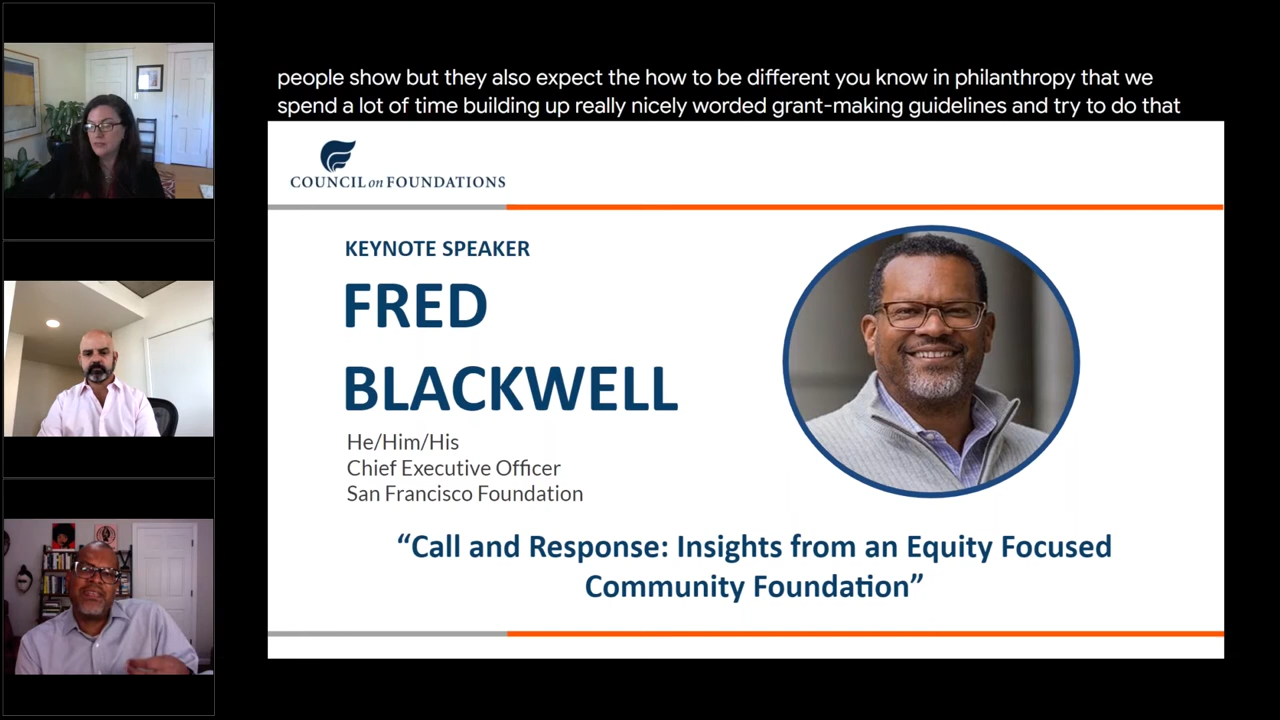 people show but they also expect the how to be different you know in philanthropy that we
spend a lot of time building up really nicely worded grant-making guidelines and try to do that
COUNCIL on FOUNDATIONS
KEYNOTE SPEAKER
FRED
BLACKWELL
He/Him/His
Chief Executive Officer
San Francisco Foundation
“Call and Response: Insights from an Equity Focused
Community Foundation”